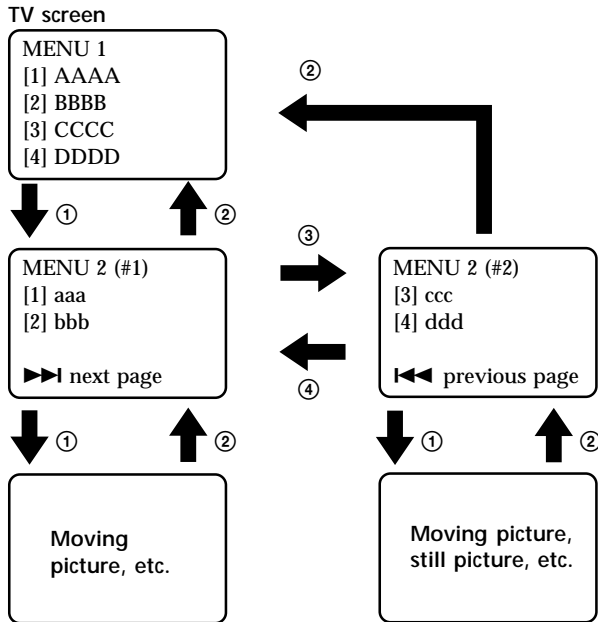 TV screen
MENU 1
[1] AAAA
[2] BBBB
[3] CCCC
[4] DDDD
②
① ②
③
MENU 2 (#1)
[1] aaa
[2] bbb
▶▶I next page
MENU 2 (#2)
[3] ccc
[4] ddd
I◀◀ previous page
④
① ②
① ②
Moving
picture, etc.
Moving picture,
still picture, etc.